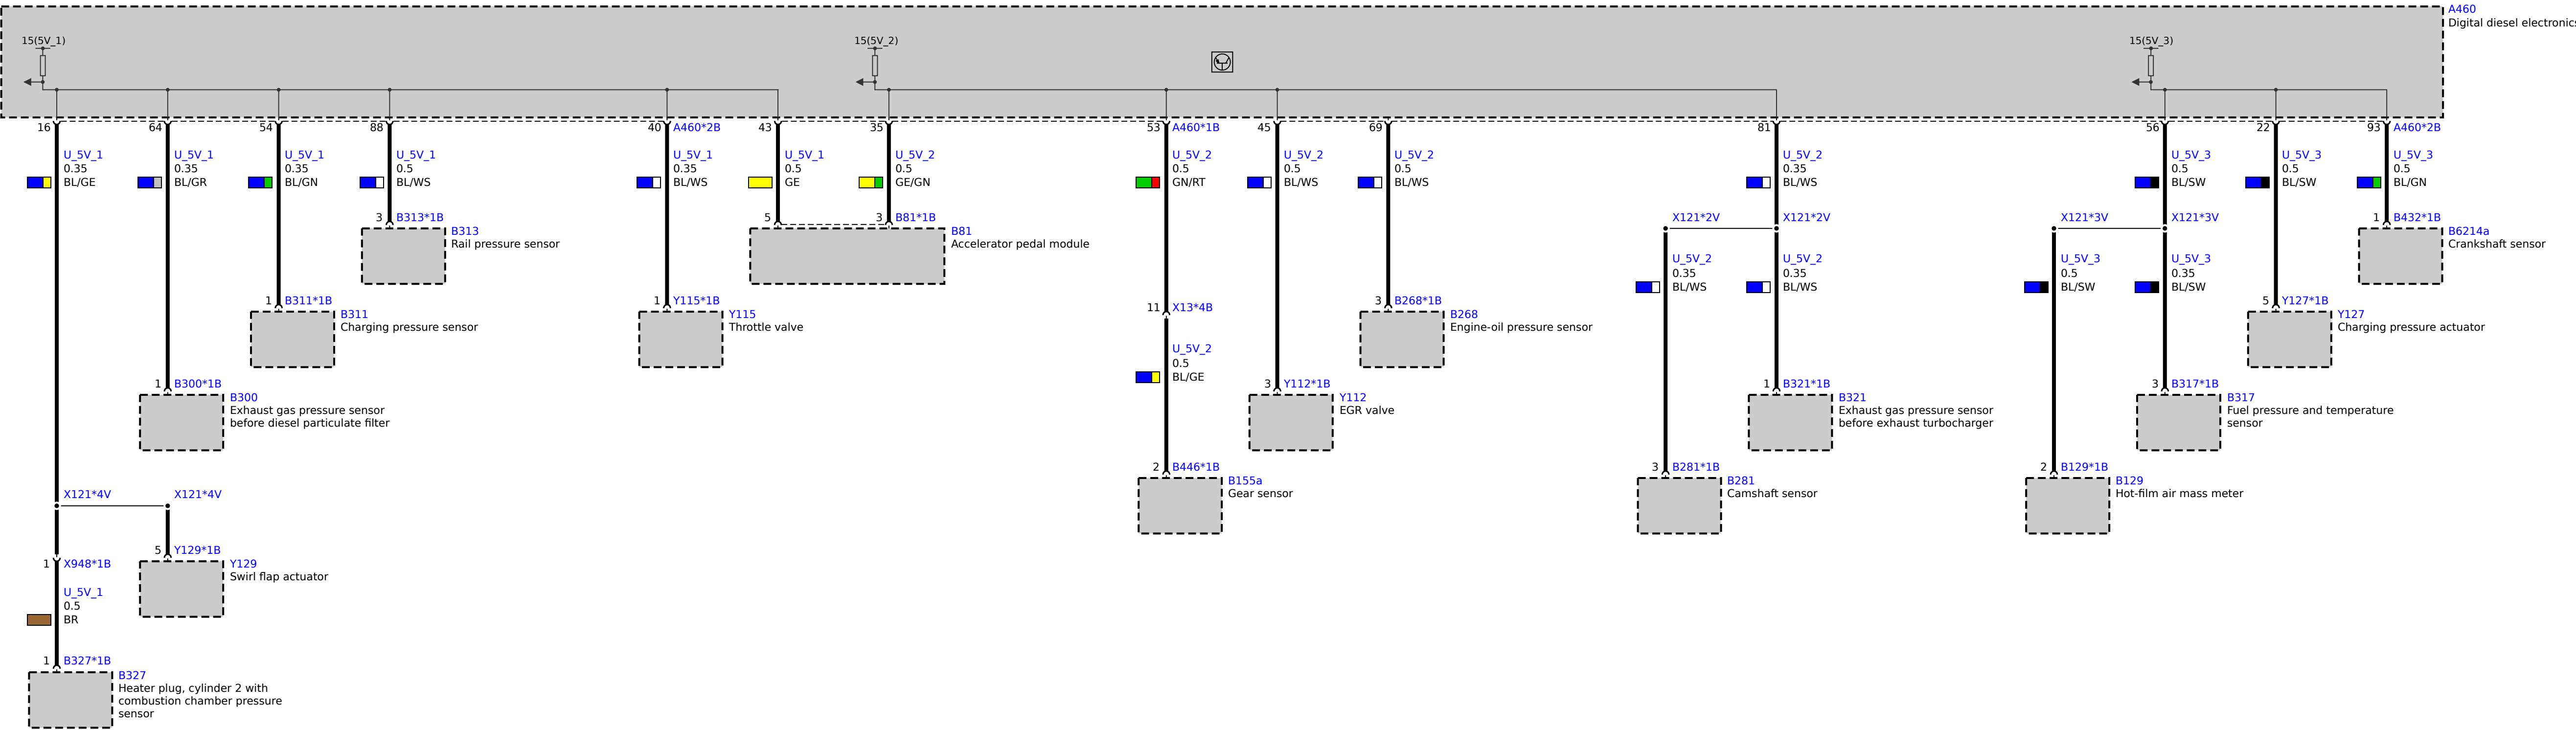 A460
Digital diesel electronics
15(5V_1)
15(5V_2)
15(5V_3)
16
64
54
88
40
A460*2B
43
35
53
A460*1B
45
69
81
56
22
93
A460*2B
U_5V_1
0.35
BL/GE
U_5V_1
0.35
BL/GR
U_5V_1
0.35
BL/GN
U_5V_1
0.5
BL/WS
U_5V_1
0.35
BL/WS
U_5V_1
0.5
GE
U_5V_2
0.5
GE/GN
U_5V_2
0.5
GN/RT
U_5V_2
0.5
BL/WS
U_5V_2
0.5
BL/WS
U_5V_2
0.35
BL/WS
U_5V_3
0.5
BL/SW
U_5V_3
0.5
BL/SW
U_5V_3
0.5
BL/GN
3
B313*1B
B313
Rail pressure sensor
5
3
B81*1B
B81
Accelerator pedal module
X121*2V
X121*2V
X121*3V
X121*3V
1
B432*1B
B6214a
Crankshaft sensor
U_5V_2
0.35
BL/WS
U_5V_2
0.35
BL/WS
U_5V_3
0.5
BL/SW
U_5V_3
0.35
BL/SW
1
B311*1B
B311
Charging pressure sensor
1
Y115*1B
Y115
Throttle valve
11
X13*4B
3
B268*1B
B268
Engine-oil pressure sensor
5
Y127*1B
Y127
Charging pressure actuator
U_5V_2
0.5
BL/GE
1
B300*1B
B300
Exhaust gas pressure sensor
before diesel particulate filter
3
Y112*1B
Y112
EGR valve
1
B321*1B
B321
Exhaust gas pressure sensor
before exhaust turbocharger
3
B317*1B
B317
Fuel pressure and temperature
sensor
2
B446*1B
B155a
Gear sensor
3
B281*1B
B281
Camshaft sensor
2
B129*1B
B129
Hot-film air mass meter
X121*4V
X121*4V
1
X948*1B
5
Y129*1B
Y129
Swirl flap actuator
U_5V_1
0.5
BR
1
B327*1B
B327
Heater plug, cylinder 2 with
combustion chamber pressure
sensor